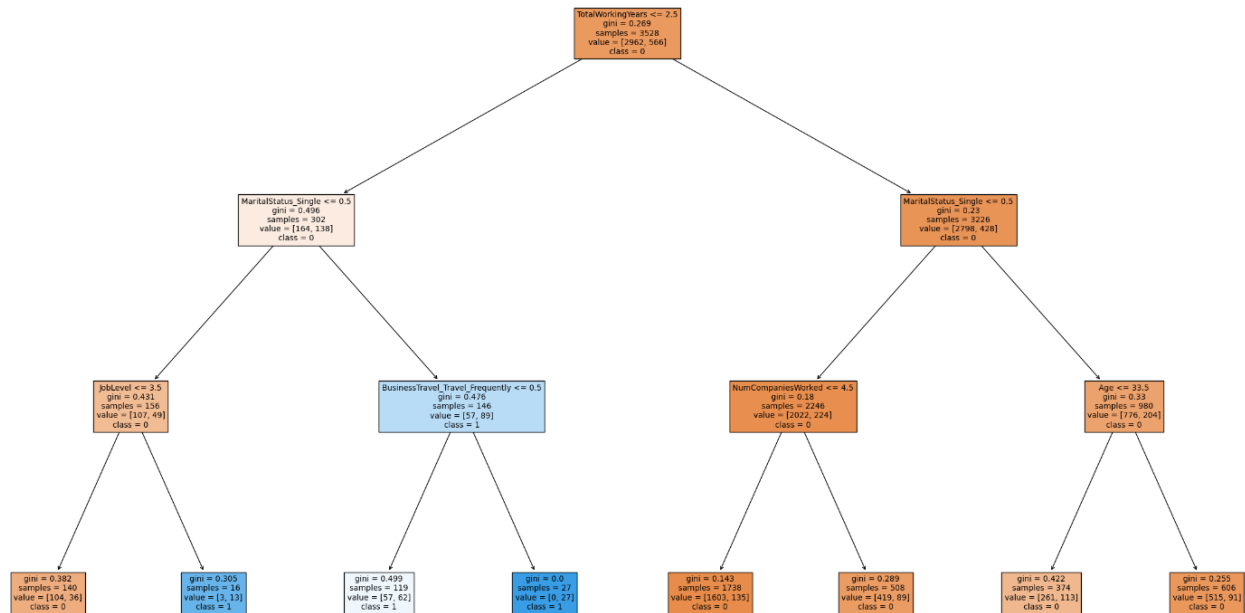 TotalWorkingYears <= 2.5
gini = 0.269
samples = 3528
value = [2962, 566]
class = 0
MaritalStatus_Single <= 0.5
gini = 0.496
samples = 302
value = [164, 138]
class = 0
MaritalStatus_Single <= 0.5
gini = 0.23
samples = 3226
value = [2798, 428]
class = 0
JobLevel <= 3.5
gini = 0.431
samples = 156
value = [107, 49]
class = 0
BusinessTravel_Travel_Frequently <= 0.5
gini = 0.476
samples = 146
value = [57, 89]
class = 1
NumCompaniesWorked <= 4.5
gini = 0.18
samples = 2246
value = [2022, 224]
class = 0
Age <= 33.5
gini = 0.33
samples = 980
value = [776, 204]
class = 0
gini = 0.382
samples = 140
value = [104, 36]
class = 0
gini = 0.305
samples = 16
value = [3, 13]
class = 1
gini = 0.499
samples = 119
value = [57, 62]
class = 1
gini = 0.0
samples = 27
value = [0, 27]
class = 1
gini = 0.143
samples = 1738
value = [1603, 135]
class = 0
gini = 0.289
samples = 508
value = [419, 89]
class = 0
gini = 0.422
samples = 374
value = [261, 113]
class = 0
gini = 0.255
samples = 606
value = [515, 91]
class = 0